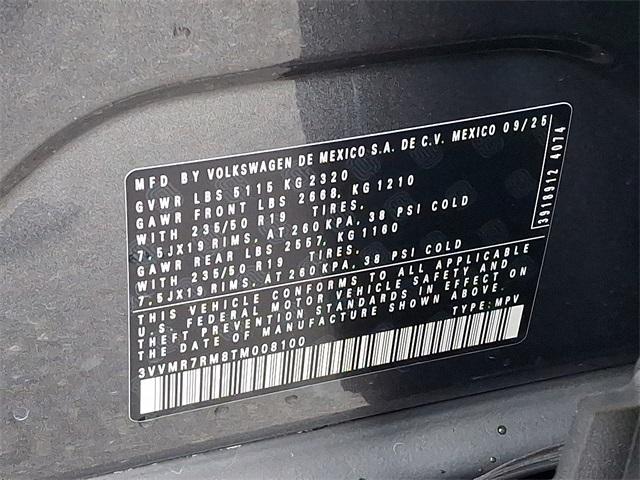 MFD BY VOLKSWAGEN DE MEXICO S.A. DE C.V. MEXICO 09/25
GVWR LBS 5115 KG 2320
GAWR FRONT LBS 2668, KG 1210
WITH 235/50 R19 TIRES,
7.5JX19 RIMS, AT 260 KPA, 38 PSI COLD
GAWR REAR LBS 2557, KG 1160
WITH 235/50 R19 TIRES,
7.5JX19 RIMS, AT 260 KPA, 38 PSI COLD
THIS VEHICLE CONFORMS TO ALL APPLICABLE
U.S. FEDERAL MOTOR VEHICLE SAFETY AND
THEFT PREVENTION STANDARDS IN EFFECT ON
THE DATE OF MANUFACTURE SHOWN ABOVE.
3VVMR7RM8TM008100 TYPE: MPV
3918912 4074